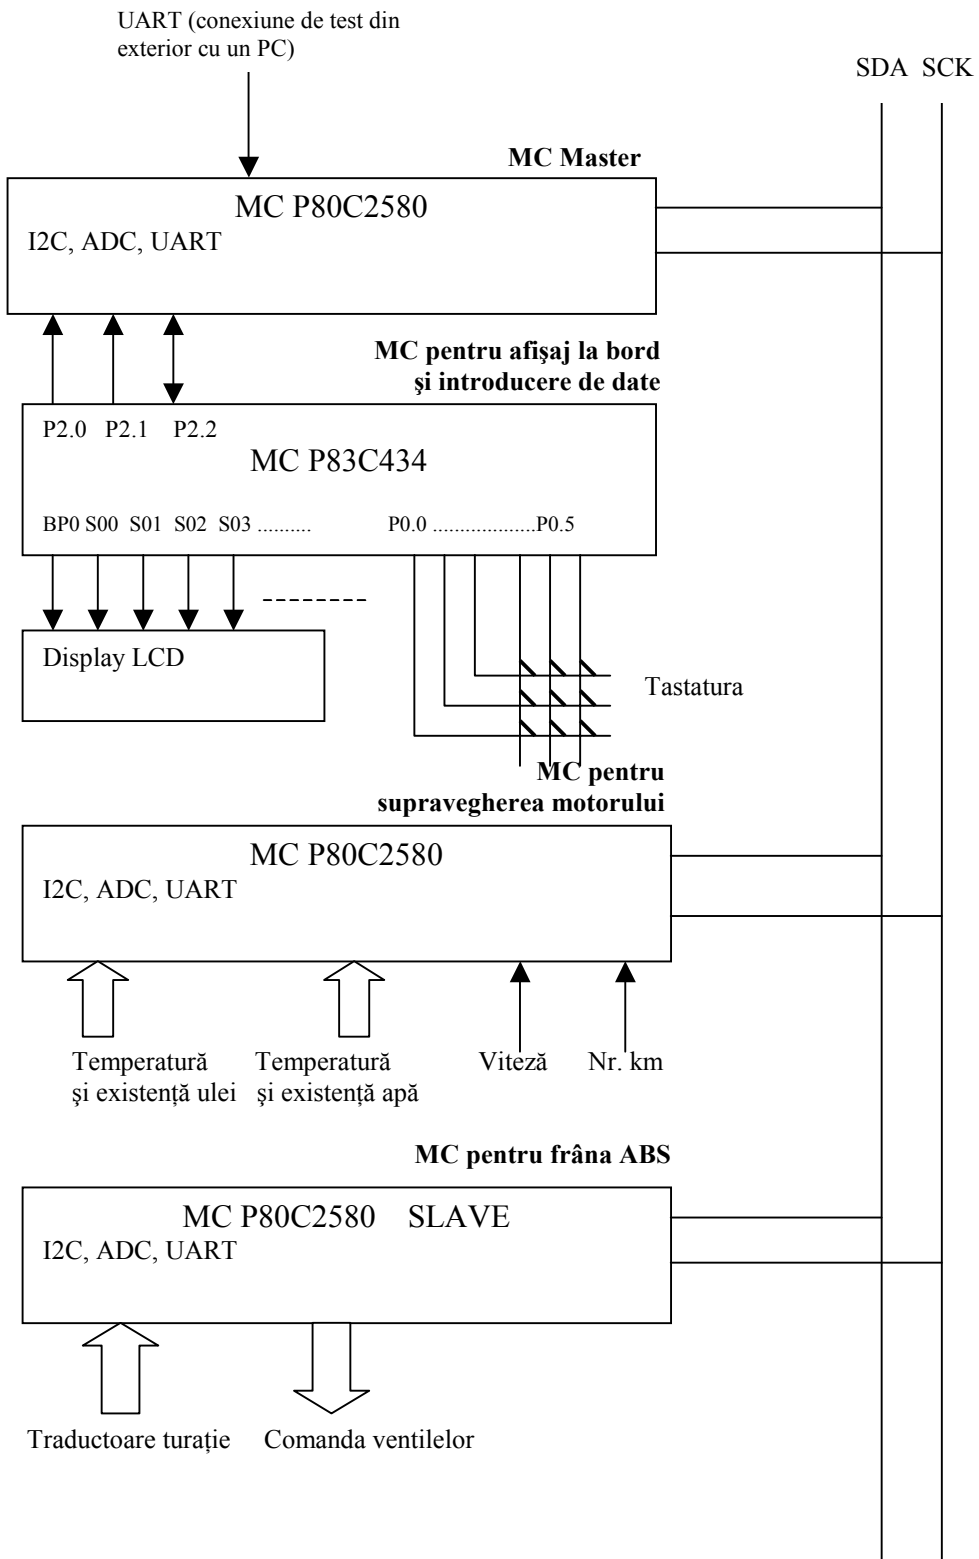 UART (conexiune de test din
exterior cu un PC)
SDA SCK
MC Master
MC P80C2580
I2C, ADC, UART
MC pentru afişaj la bord
şi introducere de date
P2.0 P2.1 P2.2
MC P83C434
BP0 S00 S01 S02 S03 .......... P0.0 ...................P0.5
Display LCD
Tastatura
MC pentru
supravegherea motorului
MC P80C2580
I2C, ADC, UART
Temperatură
şi existenţă ulei
Temperatură
şi existenţă apă
Viteză
Nr. km
MC pentru frâna ABS
MC P80C2580 SLAVE
I2C, ADC, UART
Traductoare turaţie
Comanda ventilelor